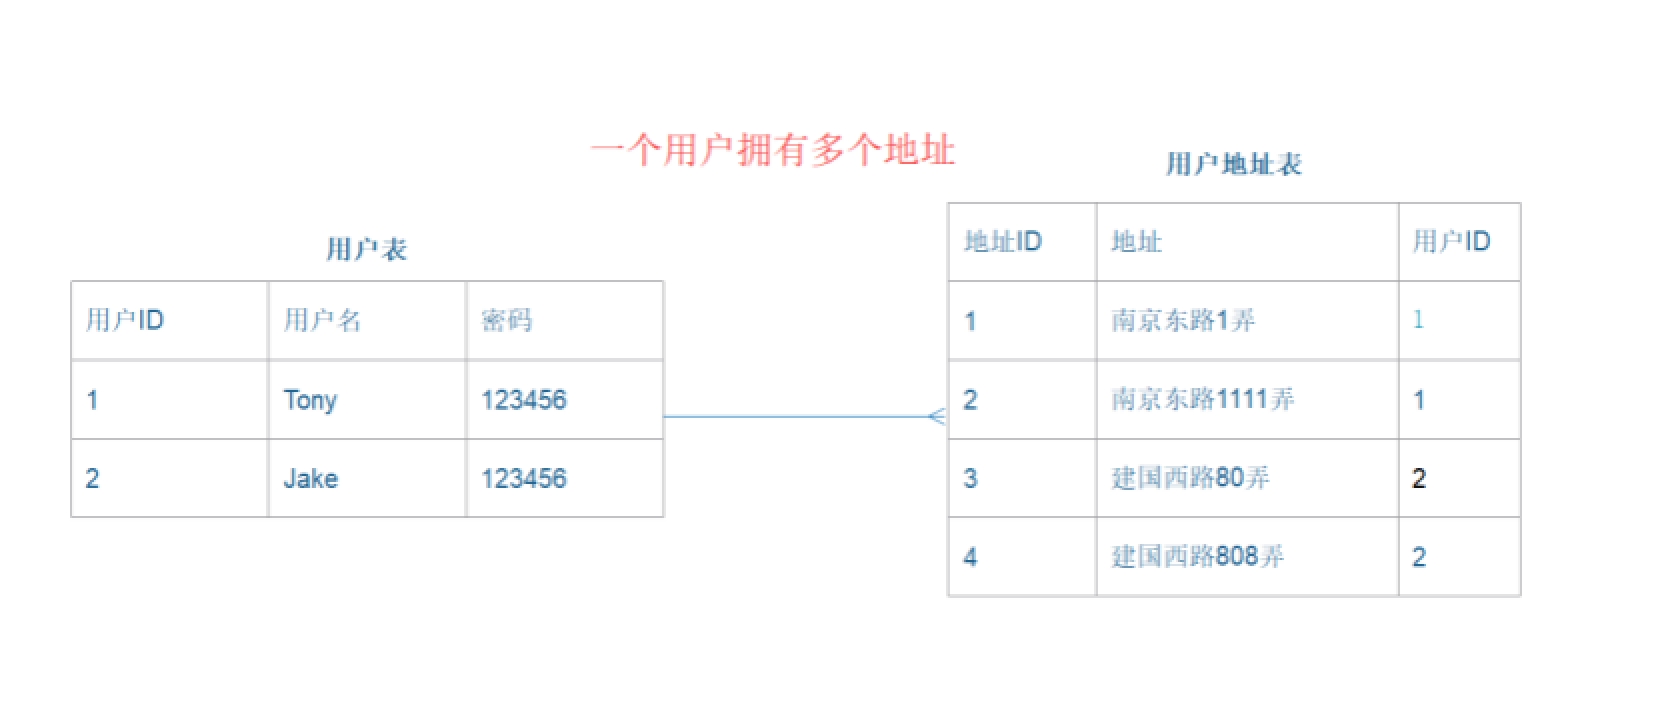 一个用户拥有多个地址
用户表
用户ID 用户名 密码
1 Tony 123456
2 Jake 123456
用户地址表
地址ID 地址 用户ID
1 南京东路1弄 1
2 南京东路1111弄 1
3 建国西路80弄 2
4 建国西路808弄 2